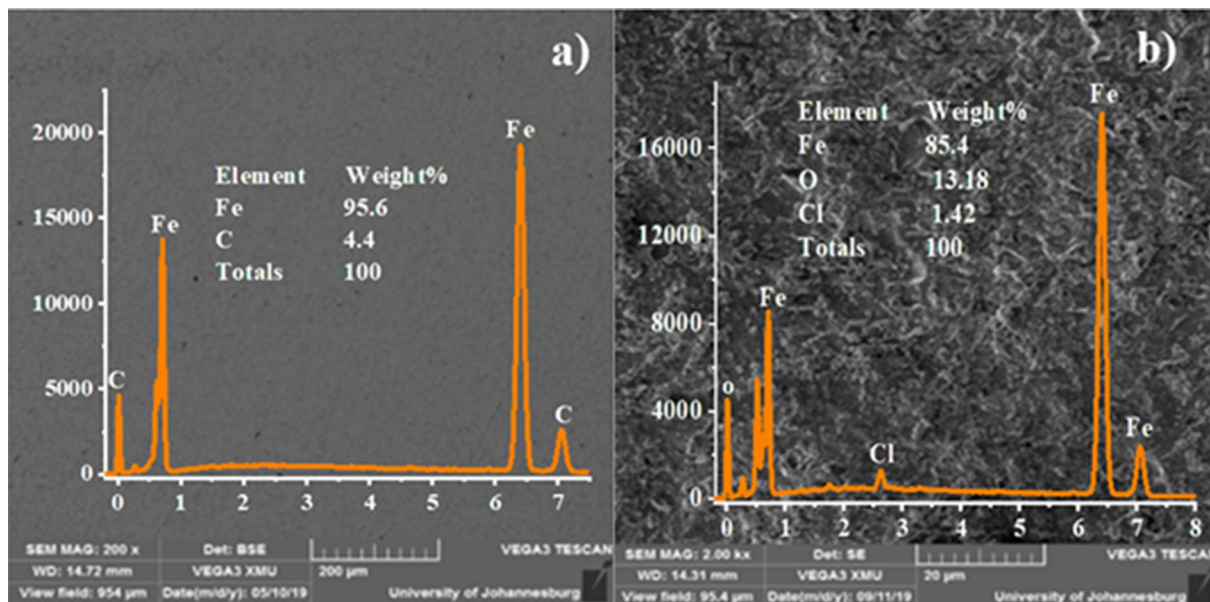 a)
20000
15000
10000
5000
0
C
Fe
Fe
C
Element Weight%
Fe 95.6
C 4.4
Totals 100
0 1 2 3 4 5 6 7
SEM MAG: 200 x Det: BSE VEGA3 TESCAN
WD: 14.72 mm VEGA3 XMU 200 µm
View field: 954 µm Date(m/d/y): 05/10/19 University of Johannesburg
b)
16000
12000
8000
4000
0
o
Fe
Cl
Fe
Fe
Element Weight%
Fe 85.4
O 13.18
Cl 1.42
Totals 100
0 1 2 3 4 5 6 7 8
SEM MAG: 2.00 kx Det: SE VEGA3 TESCAN
WD: 14.31 mm VEGA3 XMU 20 µm
View field: 95.4 µm Date(m/d/y): 09/11/19 University of Johannesburg